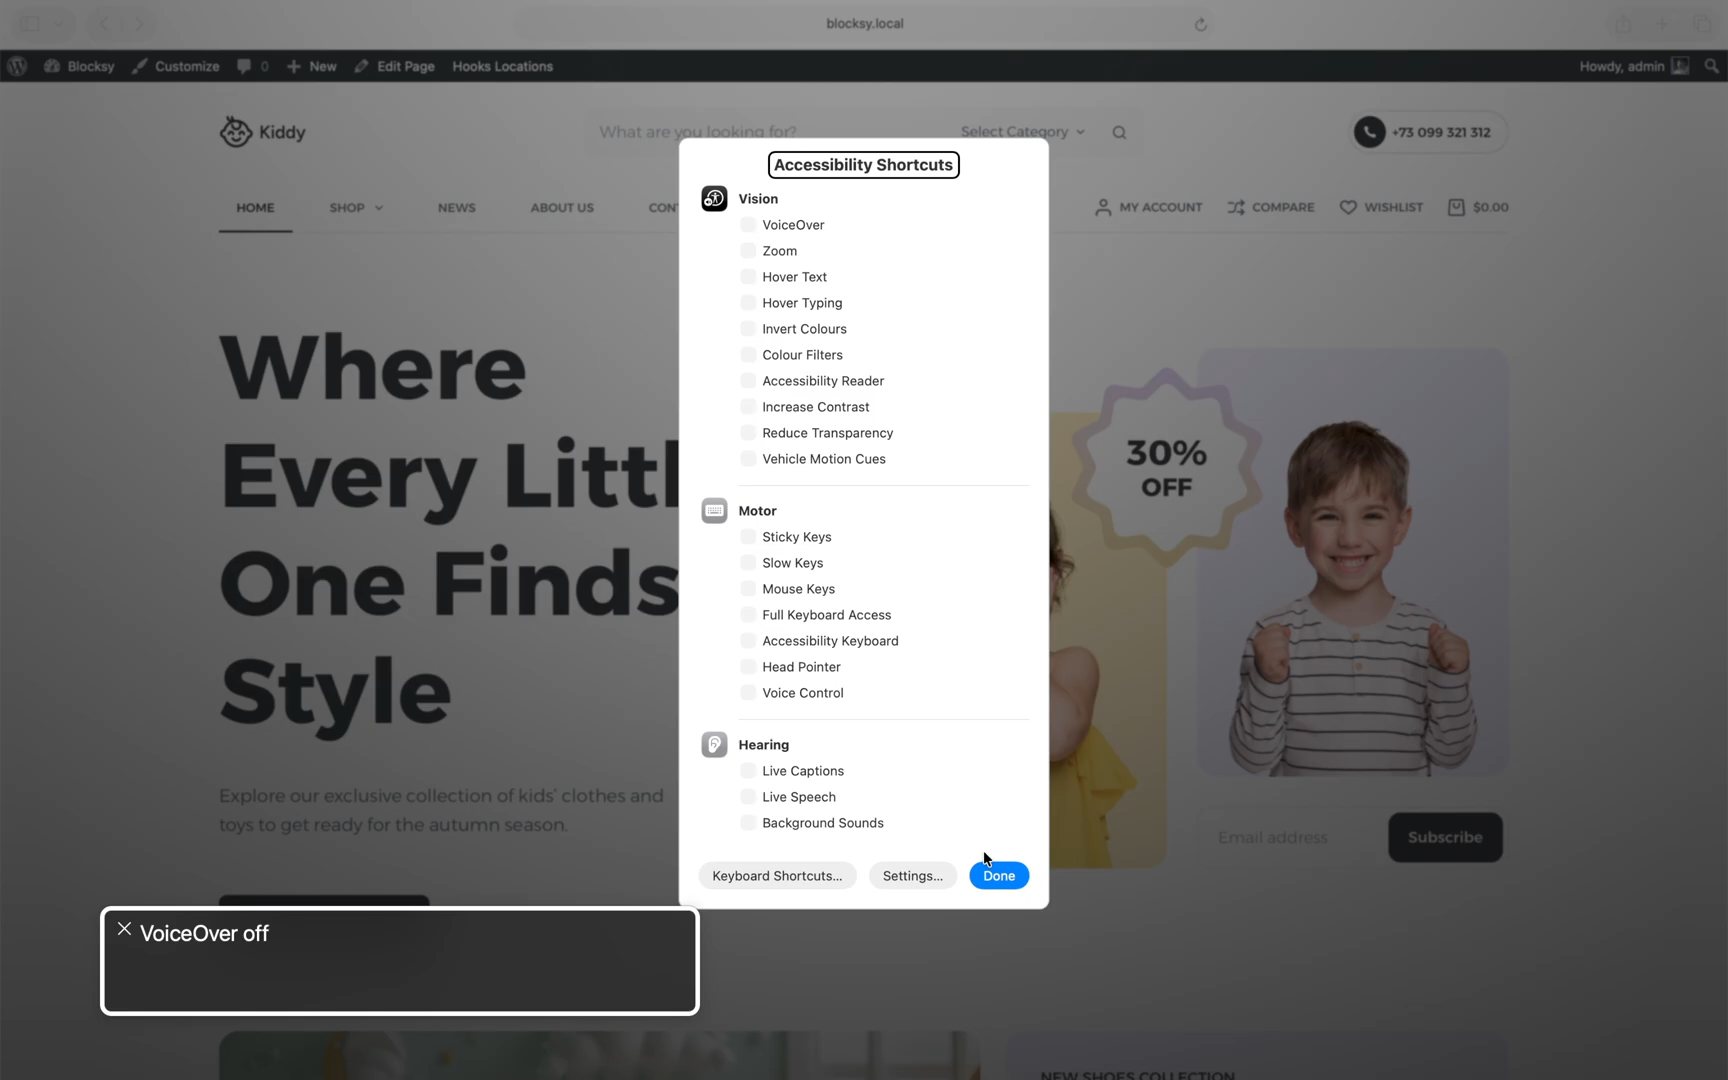 blocksy.local
Blocksy Customize 0 New Edit Page Hooks Locations Howdy, admin
Kiddy What are you looking for? Select Category +73 099 321 312
HOME SHOP NEWS ABOUT US MY ACCOUNT COMPARE WISHLIST $0.00
Where
Every
One Finds
Style
Explore our exclusive collection of kids' clothes and
toys to get ready for the autumn season.
30%
OFF
Email address Subscribe
Accessibility Shortcuts
Vision
VoiceOver
Zoom
Hover Text
Hover Typing
Invert Colours
Colour Filters
Accessibility Reader
Increase Contrast
Reduce Transparency
Vehicle Motion Cues
Motor
Sticky Keys
Slow Keys
Mouse Keys
Full Keyboard Access
Accessibility Keyboard
Head Pointer
Voice Control
Hearing
Live Captions
Live Speech
Background Sounds
Keyboard Shortcuts... Settings... Done
VoiceOver off
NEW SHOES COLLECTION